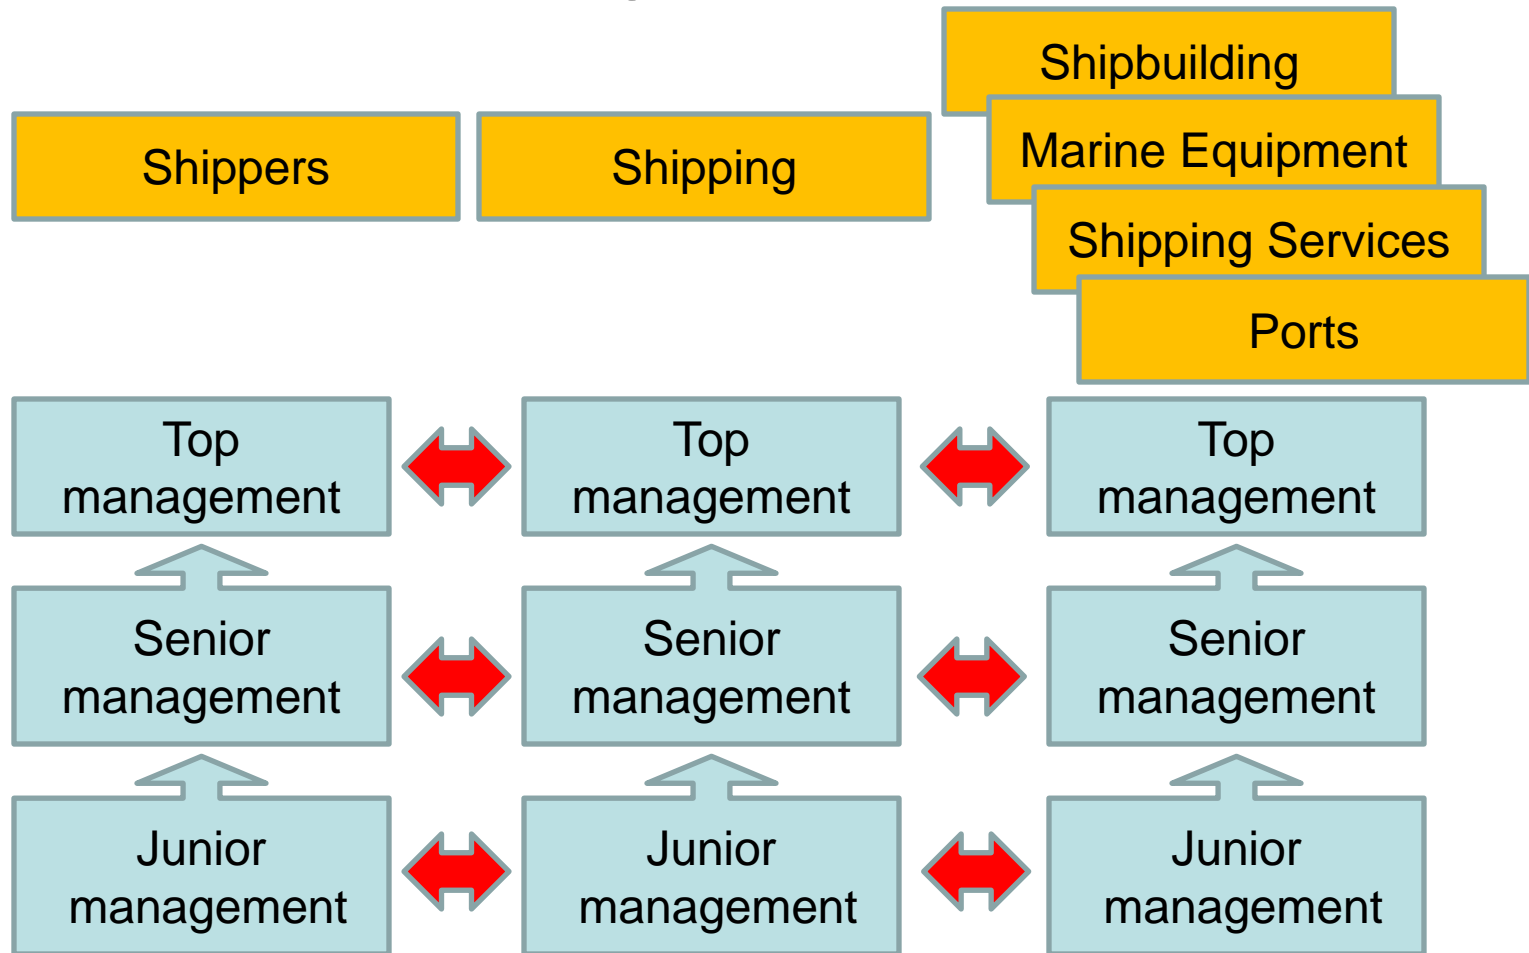 Shipbuilding
Marine Equipment
Shippers
Shipping
Shipping Services
Ports
Top
management
Top
management
Top
management
Senior
management
Senior
management
Senior
management
Junior
management
Junior
management
Junior
management